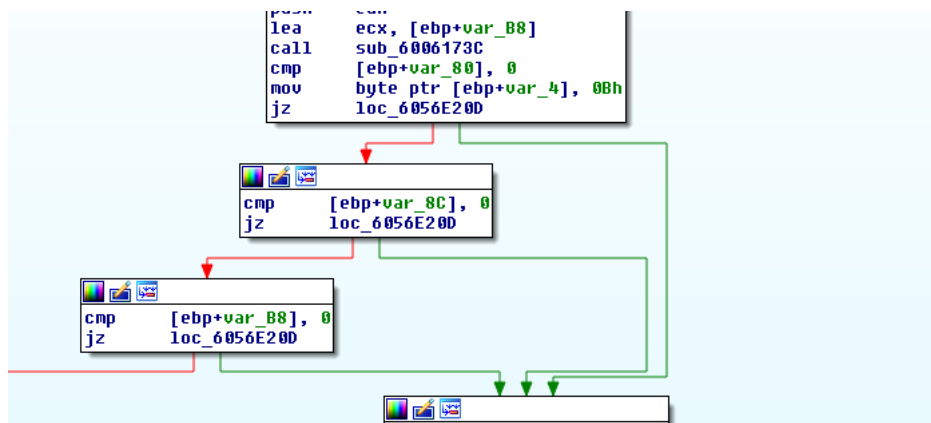 lea ecx, [ebp+var_B8]
call sub_6006173C
cmp [ebp+var_80], 0
mov byte ptr [ebp+var_4], 0Bh
jz loc_6056E20D
cmp [ebp+var_8C], 0
jz loc_6056E20D
cmp [ebp+var_B8], 0
jz loc_6056E20D